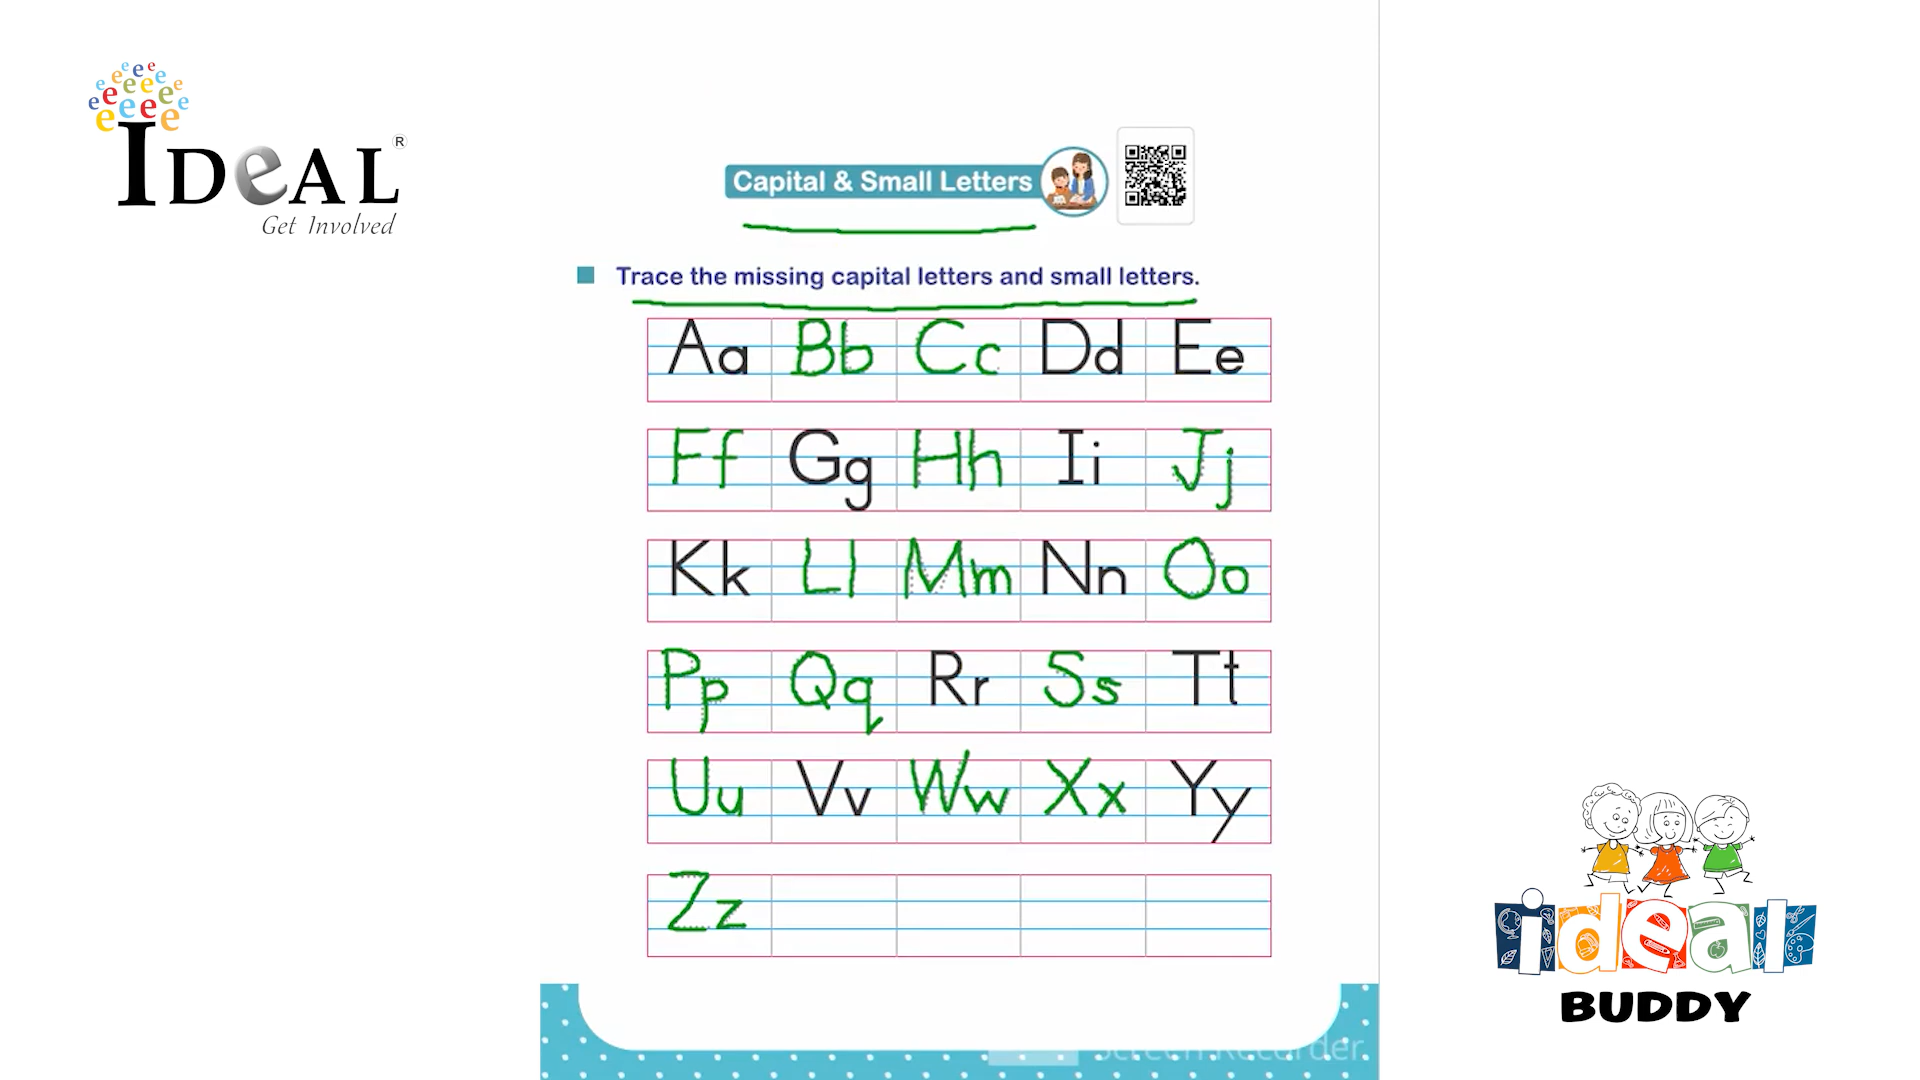 e e e e e e e e e e e e e e e e e
IDeAL ®
Get Involved
Capital & Small Letters
Trace the missing capital letters and small letters.
Aa Bb Cc Dd Ee
Ff Gg Hh Ii Jj
Kk Ll Mm Nn Oo
Pp Qq Rr Ss Tt
Uu Vv Ww Xx Yy
Zz
Screen Recorder
ideal
BUDDY